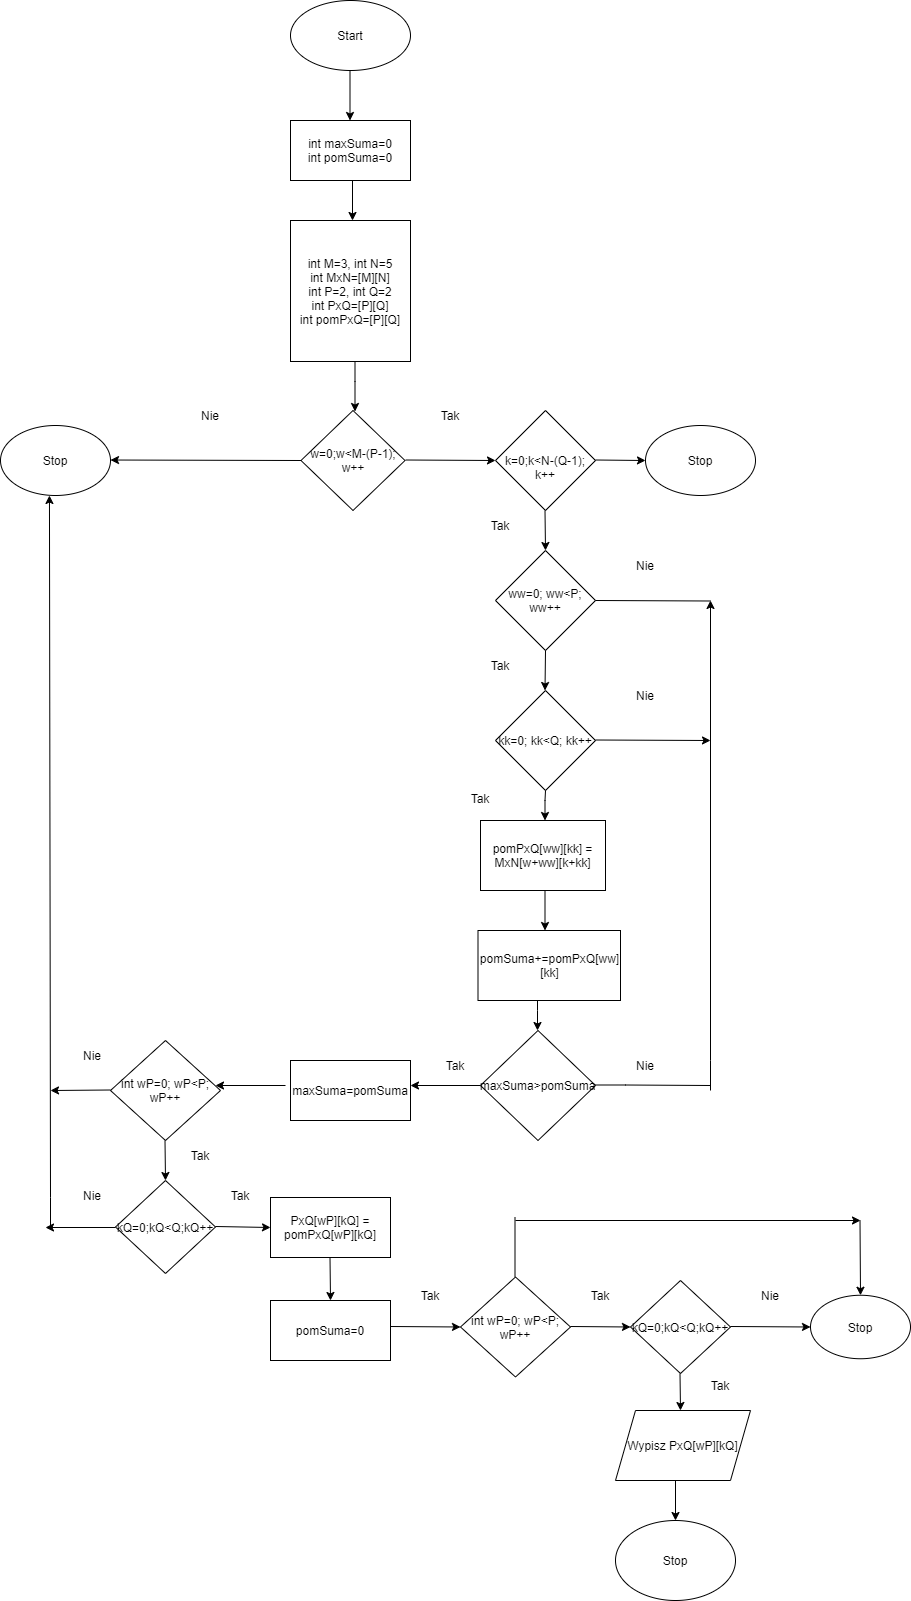 Start
int maxSuma=0
int pomSuma=0
int M=3, int N=5
int MxN=[M][N]
int P=2, int Q=2
int PxQ=[P][Q]
int pomPxQ=[P][Q]
Nie
Tak
Stop
w=0;w<M-(P-1);
w++
k=0;k<N-(Q-1);
k++
Stop
Tak
Nie
ww=0; ww<P;
ww++
Tak
Nie
kk=0; kk<Q; kk++
Tak
pomPxQ[ww][kk] =
MxN[w+ww][k+kk]
pomSuma+=pomPxQ[ww]
[kk]
Nie
Tak
Nie
int wP=0; wP<P;
wP++
maxSuma=pomSuma
maxSuma>pomSuma
Tak
Nie
Tak
kQ=0;kQ<Q;kQ++
PxQ[wP][kQ] =
pomPxQ[wP][kQ]
Tak
Tak
Nie
pomSuma=0
int wP=0; wP<P;
wP++
kQ=0;kQ<Q;kQ++
Stop
Tak
Wypisz PxQ[wP][kQ]
Stop